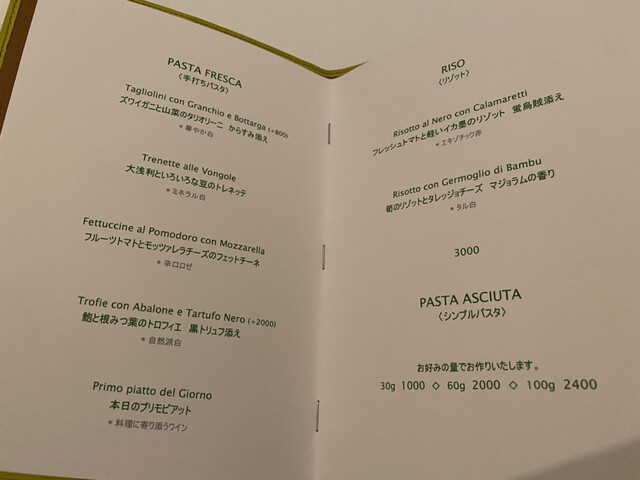 PASTA FRESCA
〈手打ちパスタ〉
Tagliolini con Granchio e Bottarga (+800)
ズワイガニと山菜のタリオリーニ からすみ添え
* 華やか白
Trenette alle Vongole
大浅利といろいろな豆のトレネッテ
* ミネラル白
Fettuccine al Pomodoro con Mozzarella
フルーツトマトとモッツァレラチーズのフェットチーネ
* 辛口ロゼ
Trofie con Abalone e Tartufo Nero (+2000)
鮑と根みつ葉のトロフィエ 黒トリュフ添え
* 自然派白
Primo piatto del Giorno
本日のプリモピアット
* 料理に寄り添うワイン
RISO
〈リゾット〉
Risotto al Nero con Calamaretti
フレッシュトマトと軽いイカ墨のリゾット 蛍烏賊添え
* エキゾチック赤
Risotto con Germoglio di Bambu
筍のリゾットとタレッジョチーズ マジョラムの香り
* タル白
3000
PASTA ASCIUTA
〈シンプルパスタ〉
お好みの量でお作りいたします。
30g 1000 ◇ 60g 2000 ◇ 100g 2400